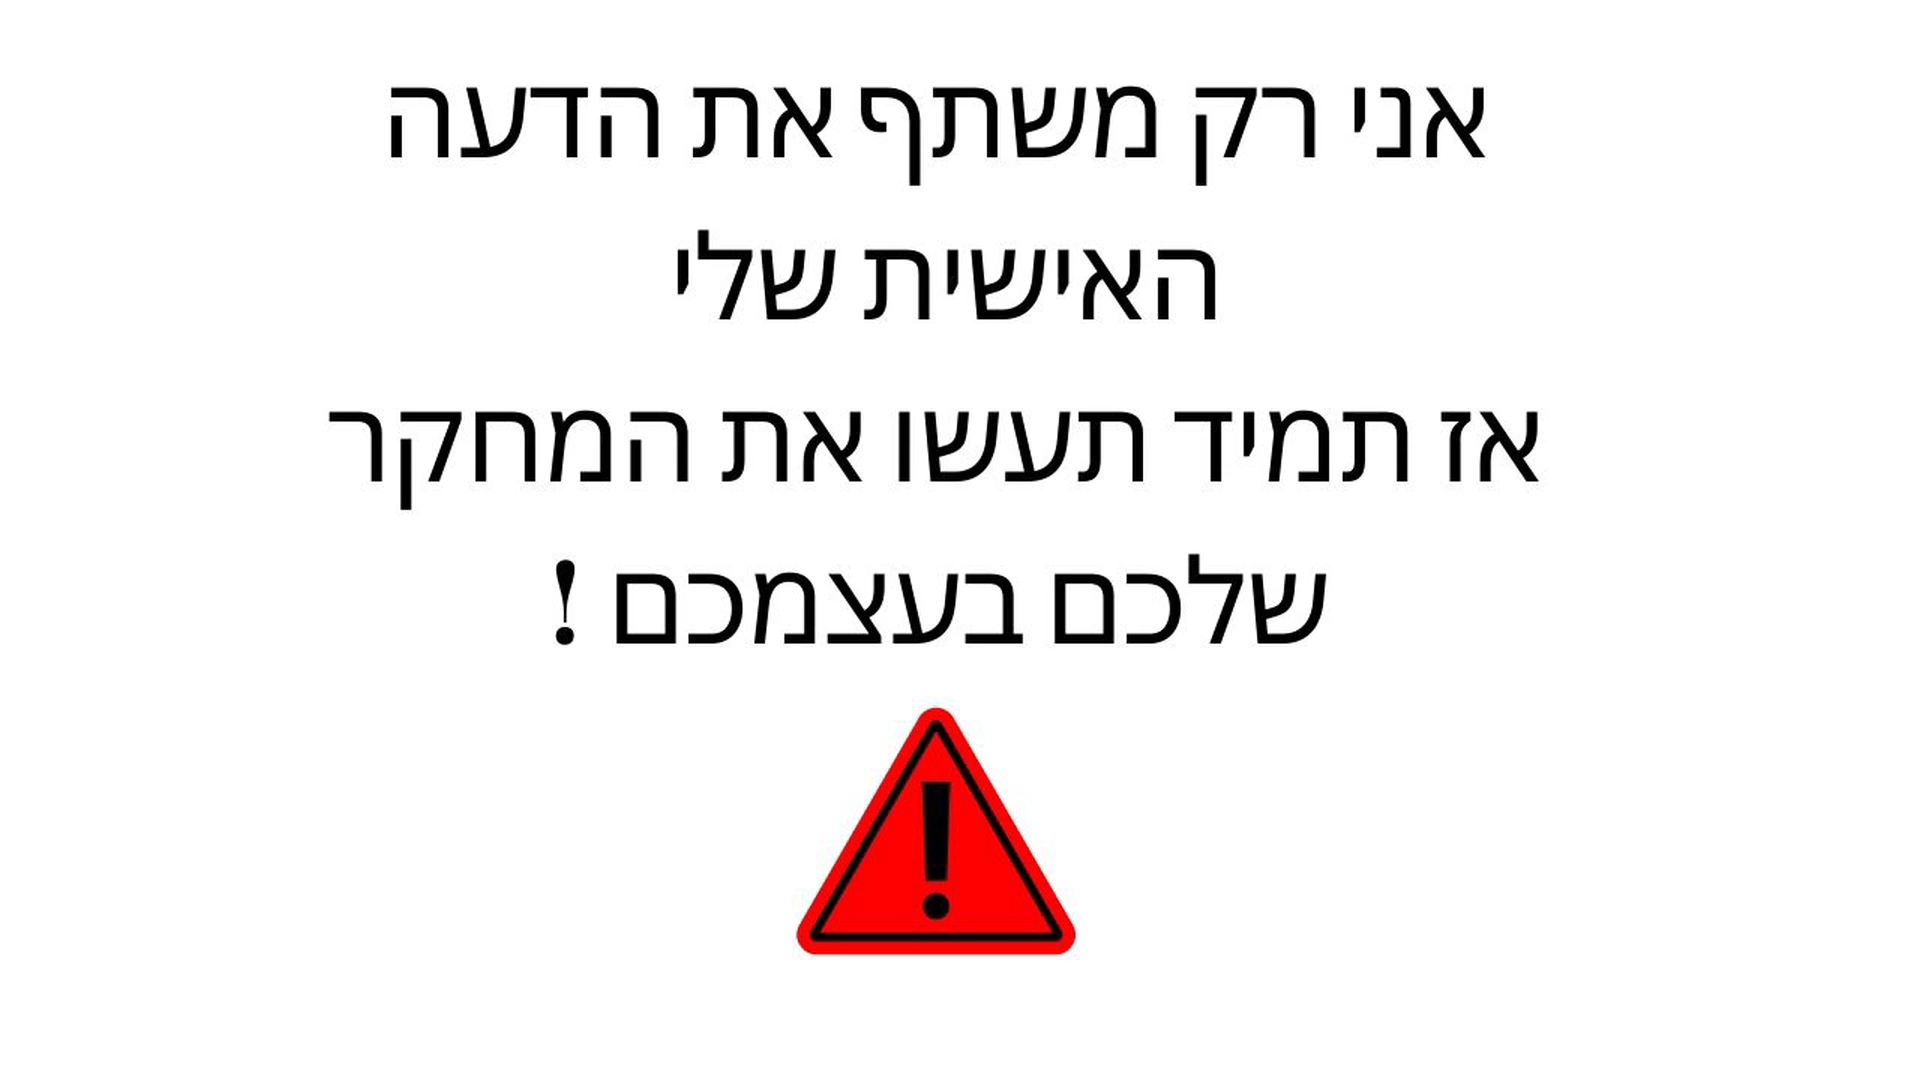 אני רק משתף את הדעה
האישית שלי
אז תמיד תעשו את המחקר
שלכם בעצמכם !
!